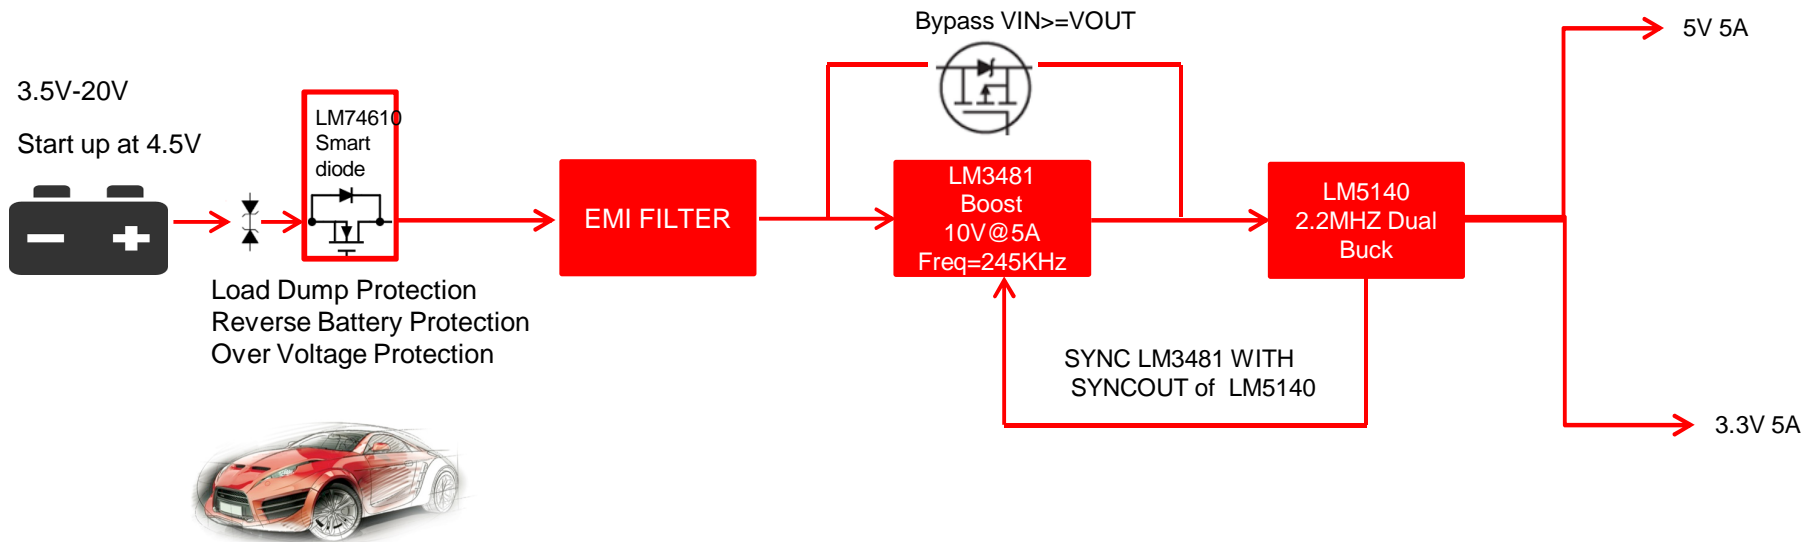 Bypass VIN>=VOUT
5V 5A
3.5V-20V
Start up at 4.5V
LM74610
Smart
diode
EMI FILTER
LM3481
Boost
10V@5A
Freq=245KHz
LM5140
2.2MHZ Dual
Buck
Load Dump Protection
Reverse Battery Protection
Over Voltage Protection
SYNC LM3481 WITH
SYNCOUT of  LM5140
3.3V 5A